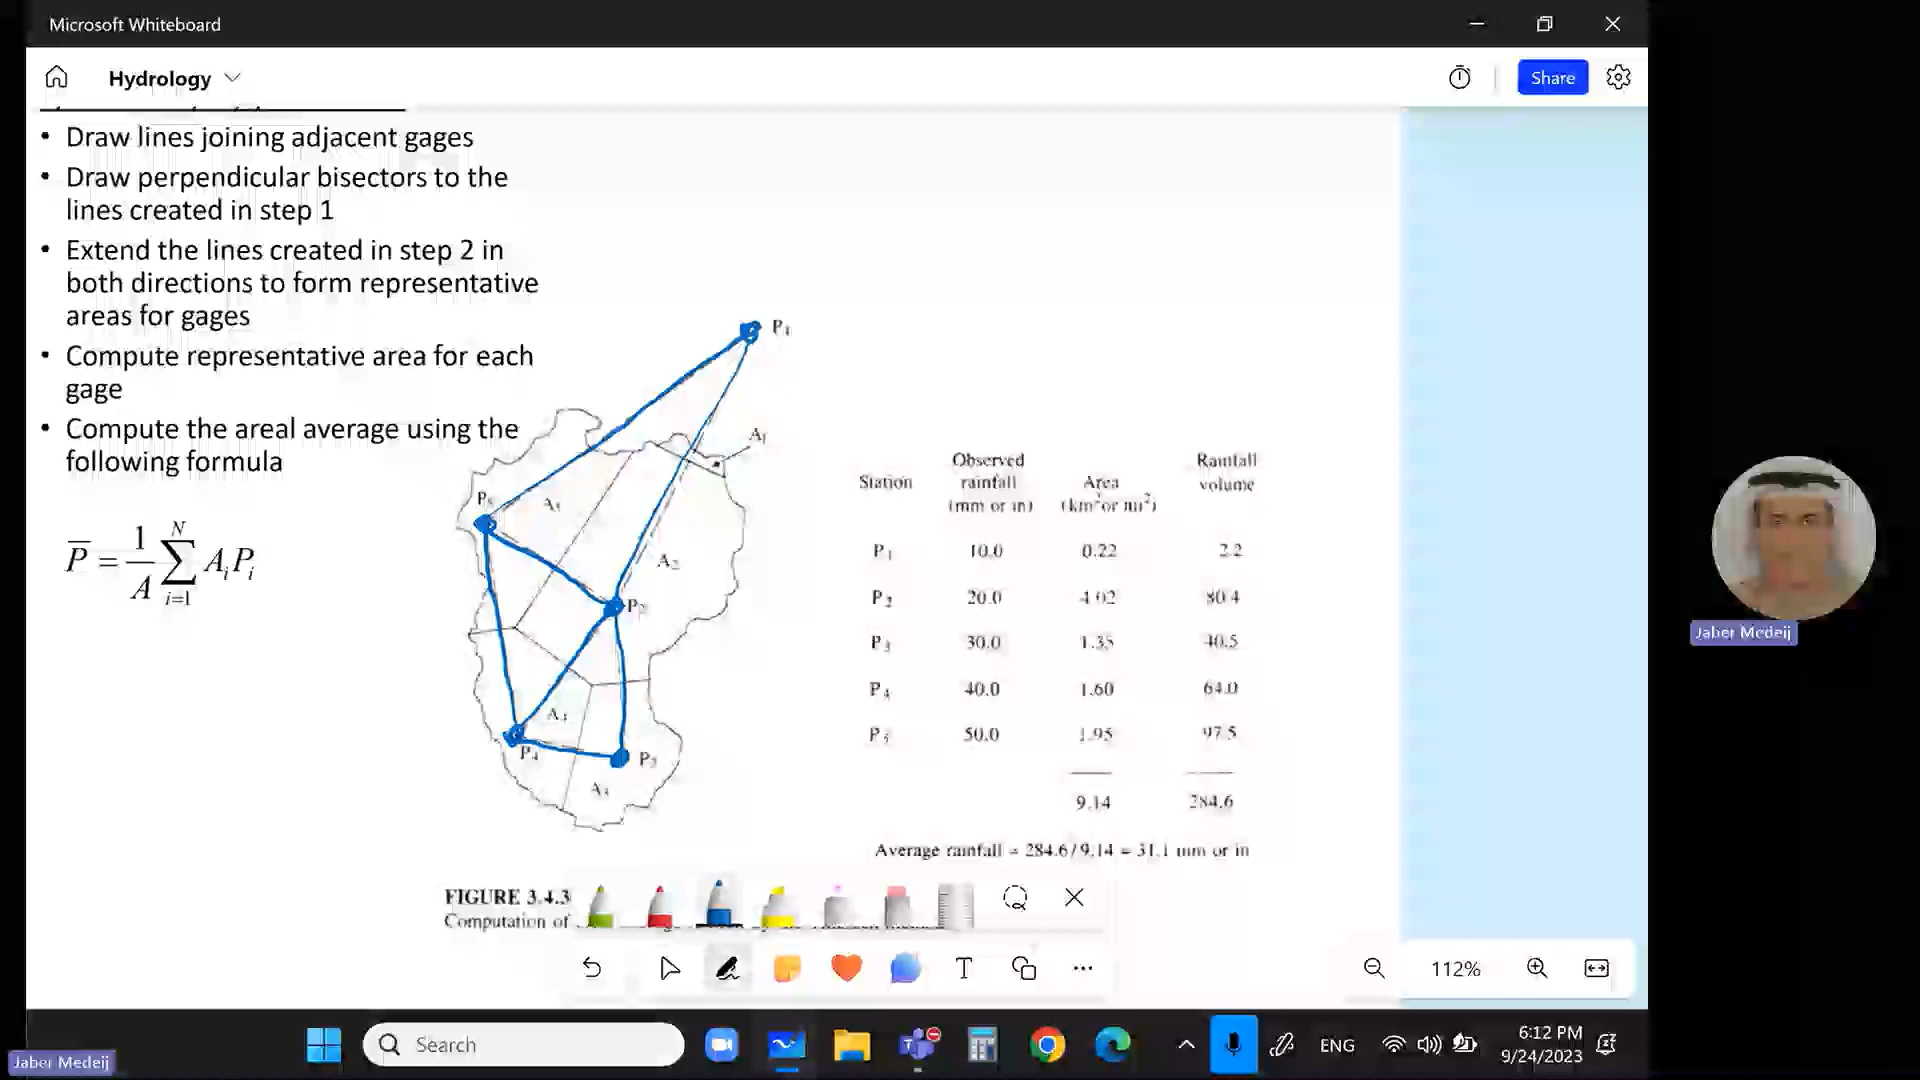 Microsoft Whiteboard
Hydrology
Share
• Draw lines joining adjacent gages
• Draw perpendicular bisectors to the
lines created in step 1
• Extend the lines created in step 2 in
both directions to form representative
areas for gages
• Compute representative area for each
gage
• Compute the areal average using the
following formula
P̅ = 1/A ∑ i=1 N AᵢPᵢ
P₁
A₁
P₅
A₅
A₂
P₂
A₄
P₄
P₃
A₃
Station Observed rainfall (mm or in) Area (km² or mi²) Rainfall volume
P₁ 10.0 0.22 2.2
P₂ 20.0 4.02 80.4
P₃ 30.0 1.35 40.5
P₄ 40.0 1.60 64.0
P₅ 50.0 1.95 97.5
9.14 284.6
Average rainfall = 284.6/9.14 = 31.1 mm or in
FIGURE 3.4.3
Computation of
112%
Jaber Medeij
Search
ENG
6:12 PM
9/24/2023
Jaber Medeij